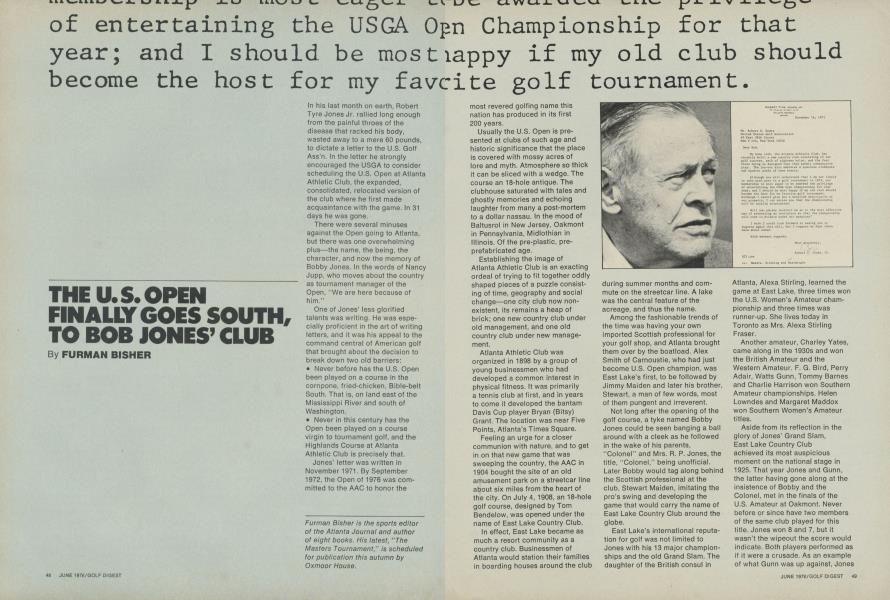 membership is most eager to be awarded the privilege
of entertaining the USGA Open Championship for that
year; and I should be most happy if my old club should
become the host for my favorite golf tournament.
THE U.S. OPEN
FINALLY GOES SOUTH,
TO BOB JONES' CLUB
By FURMAN BISHER
In his last month on earth, Robert
Tyre Jones Jr. rallied long enough
from the painful throes of the
disease that racked his body,
wasted away to a mere 60 pounds,
to dictate a letter to the U.S. Golf
Ass'n. In the letter he strongly
encouraged the USGA to consider
scheduling the U.S. Open at Atlanta
Athletic Club, the expanded,
consolidated, relocated version of
the club where he first made
acquaintance with the game. In 31
days he was gone.
There were several minuses
against the Open going to Atlanta,
but there was one overwhelming
plus—the name, the being, the
character, and now the memory of
Bobby Jones. In the words of Nancy
Jupp, who moves about the country
as tournament manager of the
Open, "We are here because of
him."
One of Jones' less glorified
talents was writing. He was espe-
cially proficient in the art of writing
letters, and it was his appeal to the
command central of American golf
that brought about the decision to
break down two old barriers:
• Never before has the U.S. Open
been played on a course in the
cornpone, fried-chicken, Bible-belt
South. That is, on land east of the
Mississippi River and south of
Washington.
• Never in this century has the
Open been played on a course
virgin to tournament golf, and the
Highlands Course at Atlanta
Athletic Club is precisely that.
Jones' letter was written in
November 1971. By September
1972, the Open of 1976 was com-
mitted to the AAC to honor the
Furman Bisher is the sports editor
of the Atlanta Journal and author
of eight books. His latest, "The
Masters Tournament," is scheduled
for publication this autumn by
Oxmoor House.
48 JUNE 1976/GOLF DIGEST
most revered golfing name this
nation has produced in its first
200 years.
Usually the U.S. Open is pre-
sented at clubs of such age and
historic significance that the place
is covered with mossy acres of
lore and myth. Atmosphere so thick
it can be sliced with a wedge. The
course an 18-hole antique. The
clubhouse saturated with tales and
ghostly memories and echoing
laughter from many a post-mortem
to a dollar nassau. In the mood of
Baltusrol in New Jersey, Oakmont
in Pennsylvania, Midlothian in
Illinois. Of the pre-plastic, pre-
prefabricated age.
Establishing the image of
Atlanta Athletic Club is an exacting
ordeal of trying to fit together oddly
shaped pieces of a puzzle consist-
ing of time, geography and social
change—one city club now non-
existent, its remains a heap of
brick; one new country club under
old management, and one old
country club under new manage-
ment.
Atlanta Athletic Club was
organized in 1898 by a group of
young businessmen who had
developed a common interest in
physical fitness. It was primarily
a tennis club at first, and in years
to come it developed the bantam
Davis Cup player Bryan (Bitsy)
Grant. The location was near Five
Points, Atlanta's Times Square.
Feeling an urge for a closer
communion with nature, and to get
in on that new game that was
sweeping the country, the AAC in
1904 bought the site of an old
amusement park on a streetcar line
about six miles from the heart of
the city. On July 4, 1908, an 18-hole
golf course, designed by Tom
Bendelow, was opened under the
name of East Lake Country Club.
In effect, East Lake became as
much a resort community as a
country club. Businessmen of
Atlanta would station their families
in boarding houses around the club
during summer months and com-
mute on the streetcar line. A lake
was the central feature of the
acreage, and thus the name.
Among the fashionable trends of
the time was having your own
imported Scottish professional for
your golf shop, and Atlanta brought
them over by the boatload. Alex
Smith of Carnoustie, who had just
become U.S. Open champion, was
East Lake's first, to be followed by
Jimmy Maiden and later his brother,
Stewart, a man of few words, most
of them pungent and irreverent.
Not long after the opening of the
golf course, a tyke named Bobby
Jones could be seen banging a ball
around with a cleek as he followed
in the wake of his parents,
"Colonel" and Mrs. R. P. Jones, the
title, "Colonel," being unofficial.
Later Bobby would tag along behind
the Scottish professional at the
club, Stewart Maiden, imitating the
pro's swing and developing the
game that would carry the name of
East Lake Country Club around the
globe.
East Lake's international reputa-
tion for golf was not limited to
Jones with his 13 major champion-
ships and the old Grand Slam. The
daughter of the British consul in
Atlanta, Alexa Stirling, learned the
game at East Lake, three times won
the U.S. Women's Amateur cham-
pionship and three times was
runner-up. She lives today in
Toronto as Mrs. Alexa Stirling
Fraser.
Another amateur, Charley Yates,
came along in the 1930s and won
the British Amateur and the
Western Amateur. F. G. Bird, Perry
Adair, Watts Gunn, Tommy Barnes
and Charlie Harrison won Southern
Amateur championships. Helen
Lowndes and Margaret Maddox
won Southern Women's Amateur
titles.
Aside from its reflection in the
glory of Jones' Grand Slam,
East Lake Country Club
achieved its most auspicious
moment on the national stage in
1925. That year Jones and Gunn,
the latter having gone along at the
insistence of Bobby and the
Colonel, met in the finals of the
U.S. Amateur at Oakmont. Never
before or since have two members
of the same club played for this
title. Jones won 8 and 7, but it
wasn't the wipeout the score would
indicate. Both players performed as
if it were a crusade. As an example
of what Gunn was up against, Jones
JUNE 1976/GOLF DIGEST 49